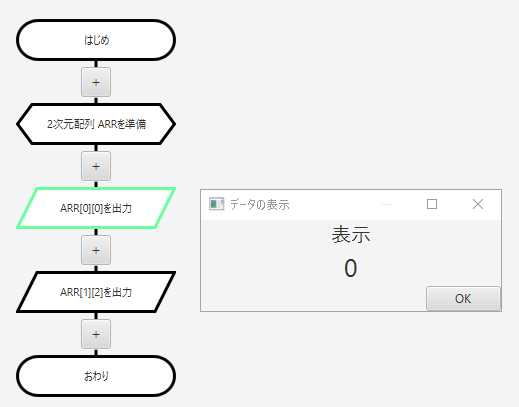 はじめ
+
2次元配列 ARRを準備
+
ARR[0][0]を出力
+
ARR[1][2]を出力
+
おわり
データの表示
表示
0
OK